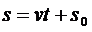 s = vt + s₀